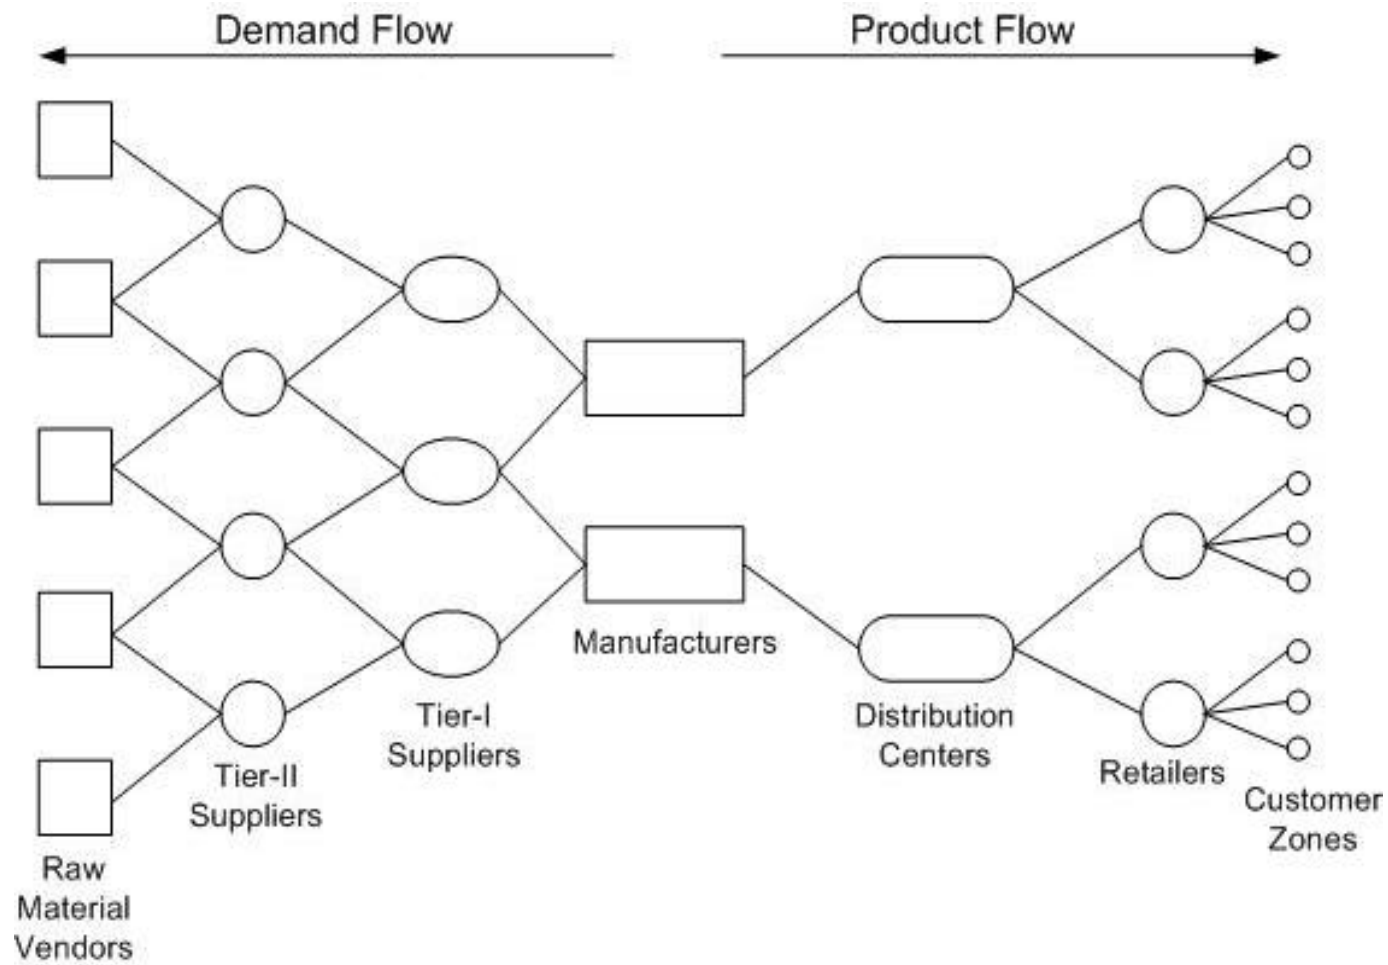 Demand Flow
Product Flow
Manufacturers
Tier-I
Suppliers
Distribution
Centers
Tier-II
Suppliers
Retailers
Customer
Zones
Raw
Material
Vendors